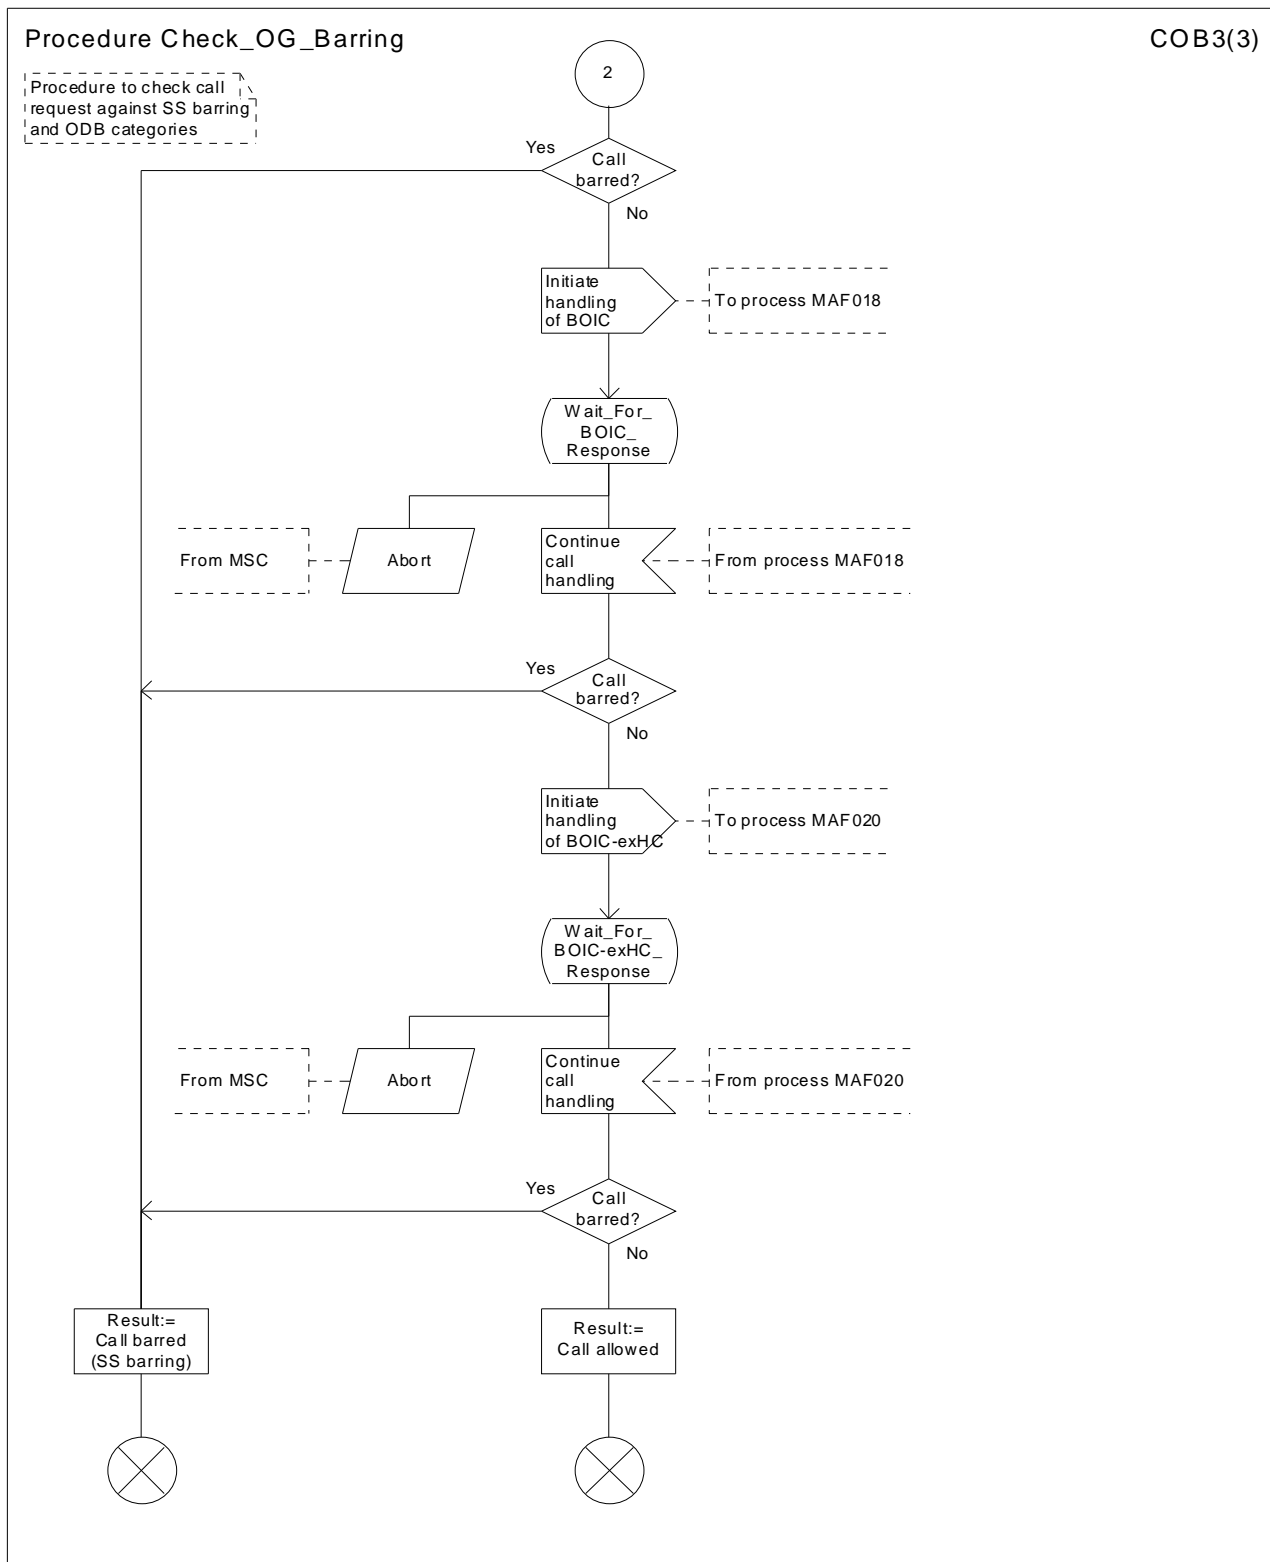 Procedure Check_OG_Barring
COB3(3)
Procedure to check call
request against SS barring
and ODB categories
2
Yes
Call
barred?
No
Initiate
handling
of BOIC
To process MAF018
Wait_For_
BOIC_
Response
From MSC
Abort
Continue
call
handling
From process MAF018
Yes
Call
barred?
No
Initiate
handling
of BOIC-exHC
To process MAF020
Wait_For_
BOIC-exHC_
Response
From MSC
Abort
Continue
call
handling
From process MAF020
Yes
Call
barred?
No
Result:=
Call barred
(SS barring)
Result:=
Call allowed